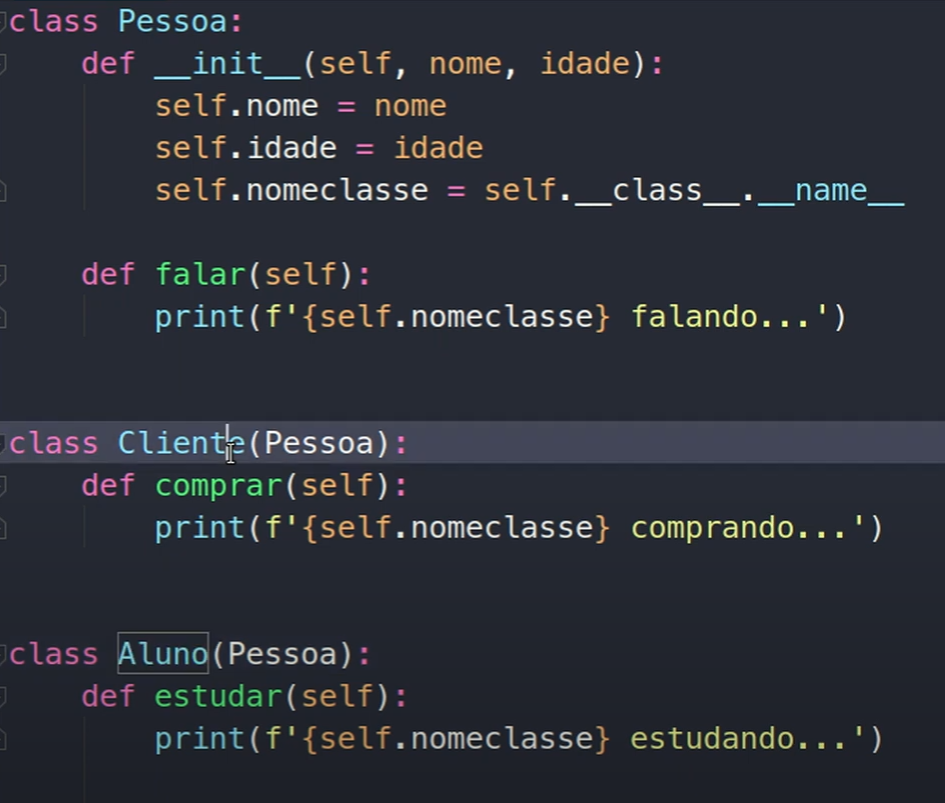 class Pessoa:
    def __init__(self, nome, idade):
        self.nome = nome
        self.idade = idade
        self.nomeclasse = self.__class__.__name__
    def falar(self):
        print(f'{self.nomeclasse} falando...')
class Cliente(Pessoa):
    def comprar(self):
        print(f'{self.nomeclasse} comprando...')
class Aluno(Pessoa):
    def estudar(self):
        print(f'{self.nomeclasse} estudando...')